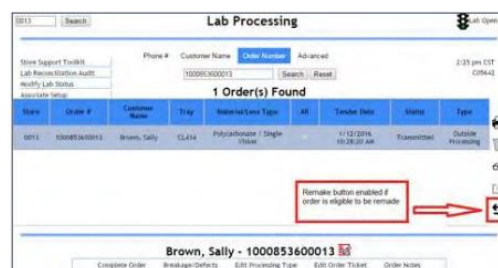 0013 Search
Lab Processing
Lab Open
Phone # Customer Name Order Number Advanced
2:25 pm CST
Store Support Toolkit
Lab Reconciliation Audit
Modify Lab Status
Associate Setup
1000853600013 Search Reset
1 Order(s) Found
Store Order # Customer Name Tray Material/Lens Type AR Tender Date Status Type
0013 1000853600013 Brown, Sally CL414 Polycarbonate / Single Vision 1/12/2016 10:28:20 AM Transmitted Outside Processing
Remake button enabled if
order is eligible to be remade
Brown, Sally - 1000853600013
Complete Order Breakage/Defects Edit Processing Type Edit Order Ticket Order Notes